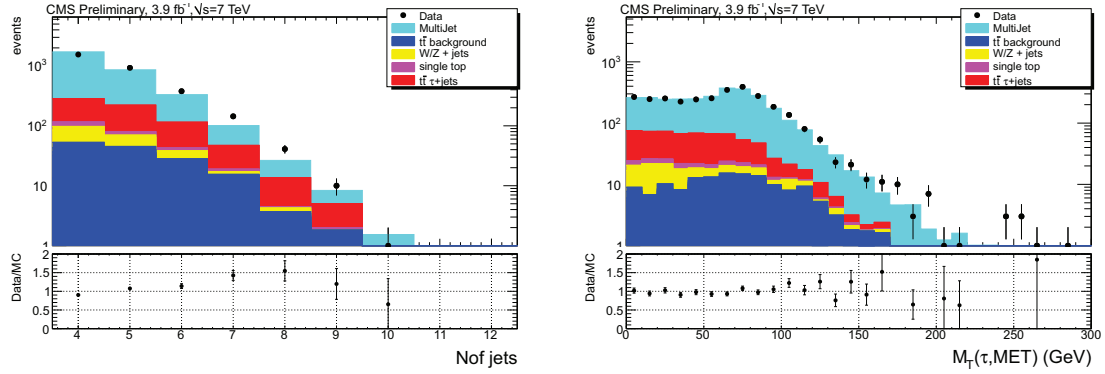 CMS Preliminary, 3.9 fb⁻¹, √s=7 TeV
events
Data
MultiJet
tt̄ background
W/Z + jets
single top
tt̄ τ+jets
10³
10²
10
1
Data/MC
2
1.5
1
0.5
0
4 5 6 7 8 9 10 11 12
Nof jets
CMS Preliminary, 3.9 fb⁻¹, √s=7 TeV
events
Data
MultiJet
tt̄ background
W/Z + jets
single top
tt̄ τ+jets
10³
10²
10
1
Data/MC
2
1.5
1
0.5
0
0 50 100 150 200 250 300
M_T(τ,MET) (GeV)